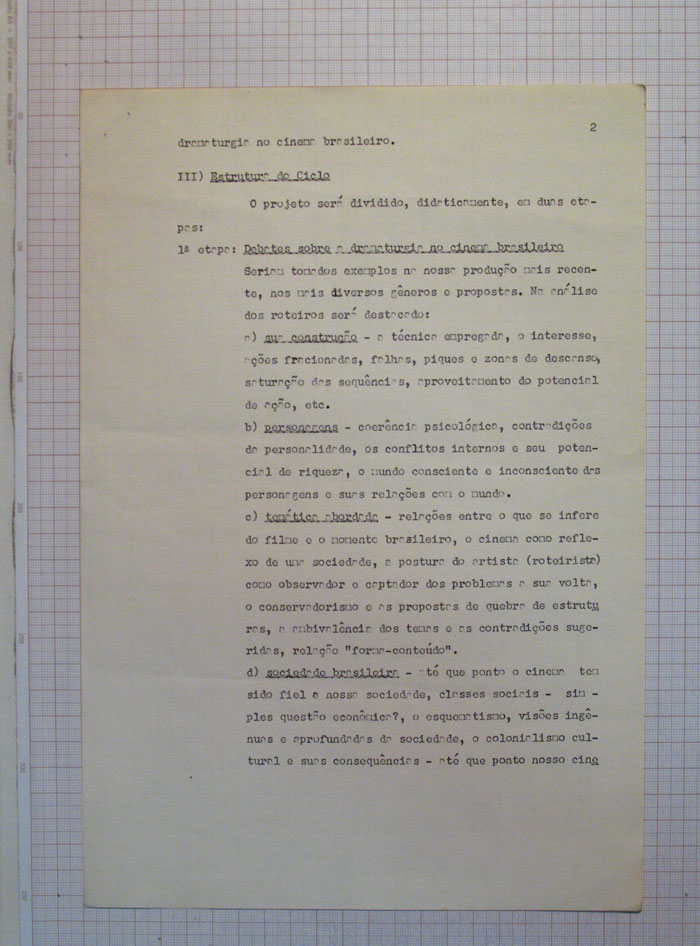 2
dramaturgia no cinema brasileiro.
III) Estrutura do Ciclo
O projeto será dividido, didaticamente, em duas eta-
pas:
1ª etapa: Debates sobre a dramaturgia no cinema brasileiro
Seriam tomados exemplos na nossa produção mais recen-
te, nos mais diversos gêneros e propostas. Na análise
dos roteiros será destacado:
a) sua construção - a técnica empregada, o interesse,
ações fracionadas, falhas, piques e zonas de descanso,
saturação das sequências, aproveitamento do potencial
de ação, etc.
b) personagens - coerência psicológica, contradições
da personalidade, os conflitos internos e seu poten-
cial de riqueza, o mundo consciente e inconsciente das
personagens e suas relações com o mundo.
c) temática abordada - relações entre o que se infere
do filme e o momento brasileiro, o cinema como refle-
xo de uma sociedade, a postura do artista (roteirista)
como observador e captador dos problemas a sua volta,
o conservadorismo e as propostas de quebra de estrutu
ras, a ambivalência dos temas e as contradições suge-
ridas, relação "forma-conteúdo".
d) sociedade brasileira - até que ponto o cinema tem
sido fiel a nossa sociedade, classes sociais - sim -
ples questão econômica?, o esquematismo, visões ingê-
nuas e aprofundadas da sociedade, o colonialismo cul-
tural e suas consequências - até que ponto nosso cine